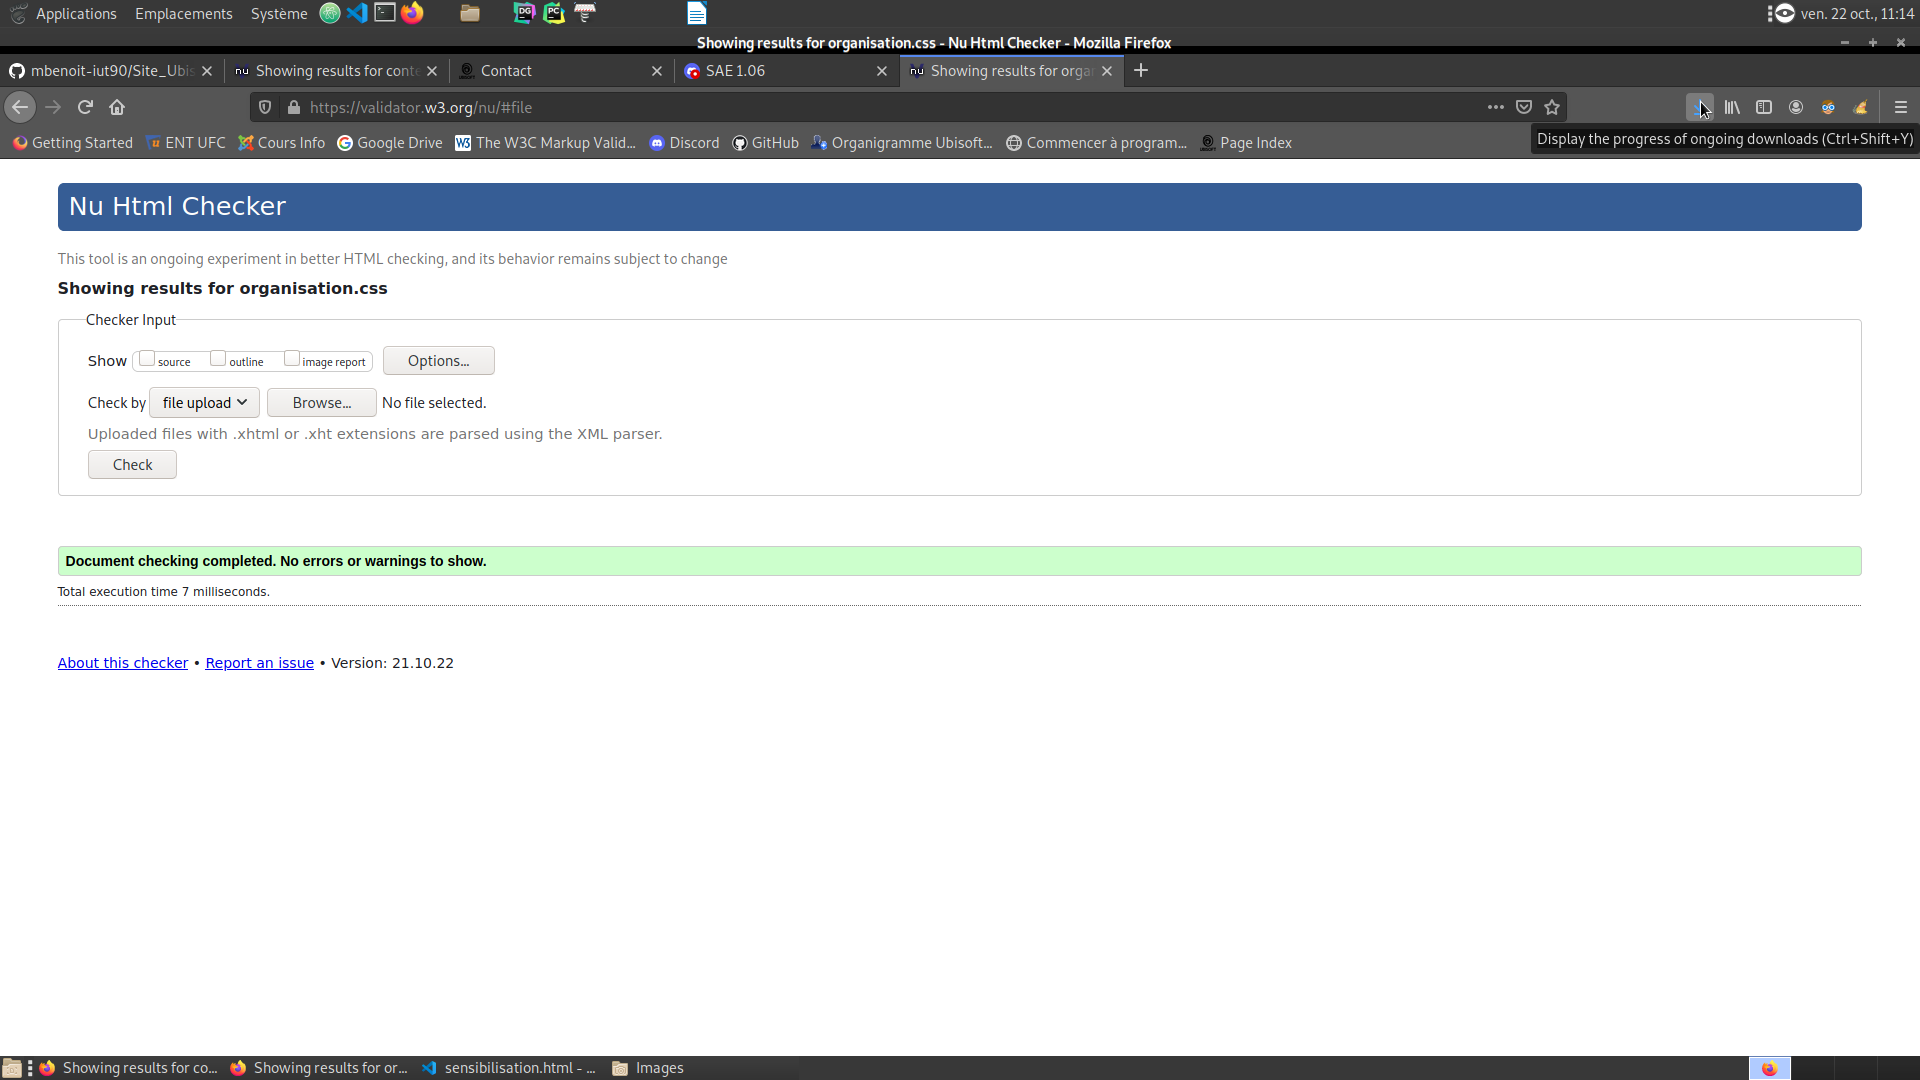 Applications Emplacements Système DG PC ven. 22 oct., 11:14
Showing results for organisation.css - Nu Html Checker - Mozilla Firefox
mbenoit-iut90/Site_Ubis nu Showing results for conte Contact SAE 1.06 nu Showing results for orga
https://validator.w3.org/nu/#file
Getting Started ENT UFC Cours Info Google Drive W3 The W3C Markup Valid... Discord GitHub Organigramme Ubisoft... Commencer à program... Page Index
Display the progress of ongoing downloads (Ctrl+Shift+Y)
Nu Html Checker
This tool is an ongoing experiment in better HTML checking, and its behavior remains subject to change
Showing results for organisation.css
Checker Input
Show source outline image report Options...
Check by file upload Browse... No file selected.
Uploaded files with .xhtml or .xht extensions are parsed using the XML parser.
Check
Document checking completed. No errors or warnings to show.
Total execution time 7 milliseconds.
About this checker • Report an issue • Version: 21.10.22
Showing results for co... Showing results for or... sensibilisation.html - ... Images